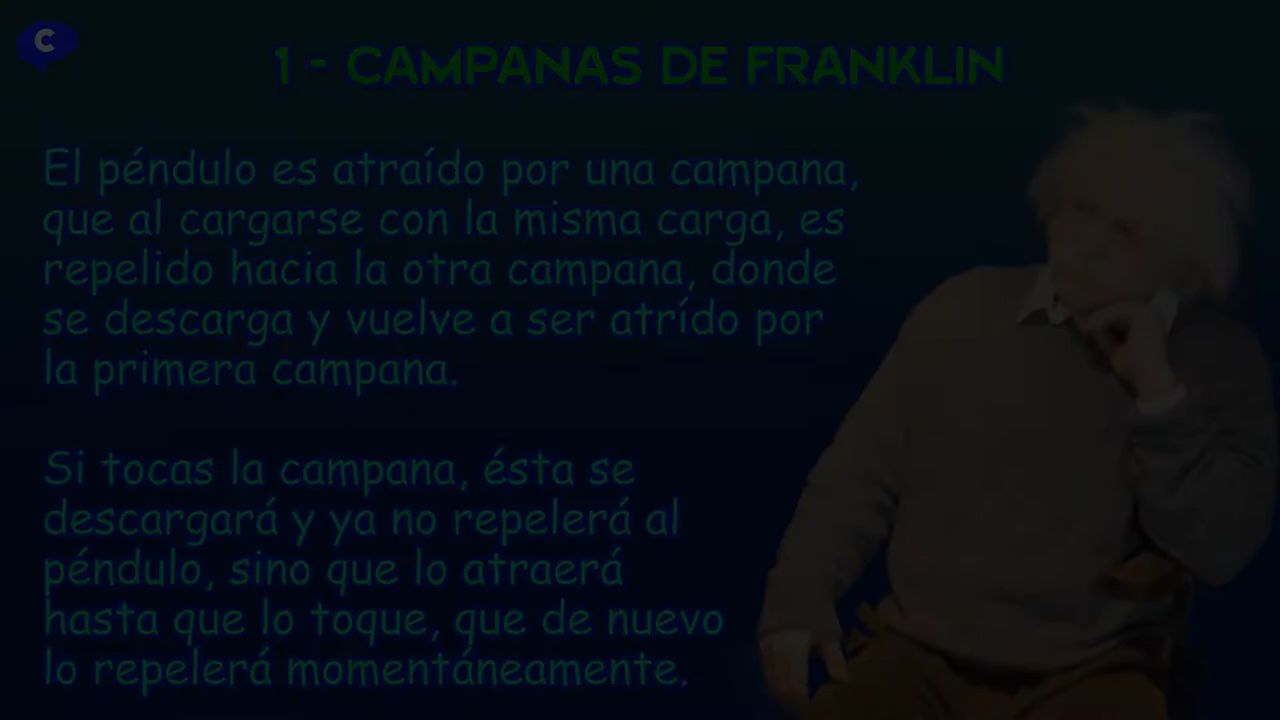 C
1 - CAMPANAS DE FRANKLIN
El péndulo es atraído por una campana,
que al cargarse con la misma carga, es
repelido hacia la otra campana, donde
se descarga y vuelve a ser atrído por
la primera campana.
Si tocas la campana, ésta se
descargará y ya no repelerá al
péndulo, sino que lo atraerá
hasta que lo toque, que de nuevo
lo repelerá momentáneamente.